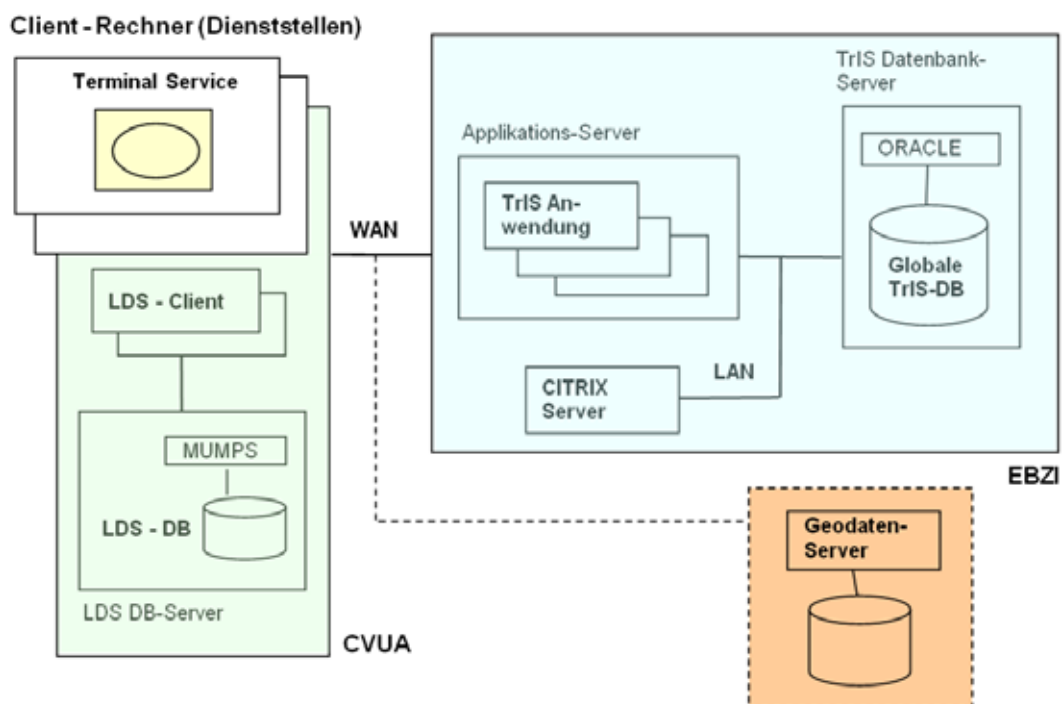 Client - Rechner (Dienststellen)
Terminal Service
LDS - Client
MUMPS
LDS - DB
LDS DB-Server
CVUA
WAN
Applikations-Server
TrIS An-
wendung
CITRIX
Server
LAN
TrIS Datenbank-
Server
ORACLE
Globale
TrIS-DB
EBZI
Geodaten-
Server